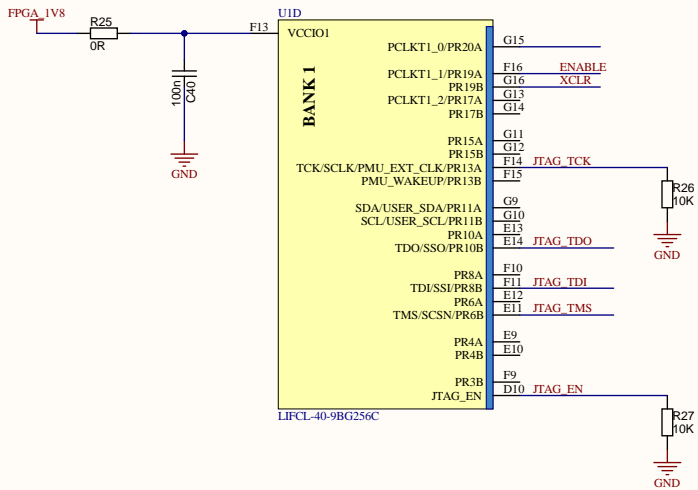 FPGA_1V8
R25
0R
F13
U1D
VCCIO1
BANK 1
100n
C40
GND
PCLKT1_0/PR20A G15
PCLKT1_1/PR19A F16 ENABLE
PR19B G16 XCLR
PCLKT1_2/PR17A G13
PR17B G14
PR15A G11
PR15B G12
TCK/SCLK/PMU_EXT_CLK/PR13A F14 JTAG_TCK
PMU_WAKEUP/PR13B F15
R26
10K
GND
SDA/USER_SDA/PR11A G9
SCL/USER_SCL/PR11B G10
PR10A E13
TDO/SSO/PR10B E14 JTAG_TDO
PR8A F10
TDI/SSI/PR8B F11 JTAG_TDI
PR6A E12
TMS/SCSN/PR6B E11 JTAG_TMS
PR4A E9
PR4B E10
PR3B F9
JTAG_EN D10 JTAG_EN
R27
10K
GND
LIFCL-40-9BG256C